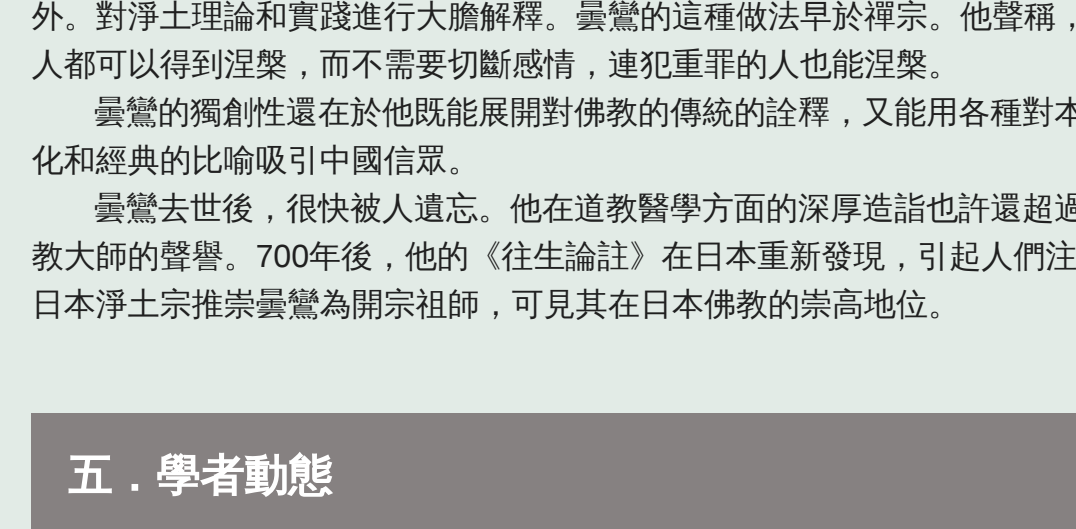 外。對淨土理論和實踐進行大膽解釋。曇鸞的這種做法早於禪宗。他聲稱，
人都可以得到涅槃，而不需要切斷感情，連犯重罪的人也能涅槃。
曇鸞的獨創性還在於他既能展開對佛教的傳統的詮釋，又能用各種對本
化和經典的比喻吸引中國信眾。
曇鸞去世後，很快被人遺忘。他在道教醫學方面的深厚造詣也許還超過
教大師的聲譽。700年後，他的《往生論註》在日本重新發現，引起人們注
日本淨土宗推崇曇鸞為開宗祖師，可見其在日本佛教的崇高地位。
五．學者動態